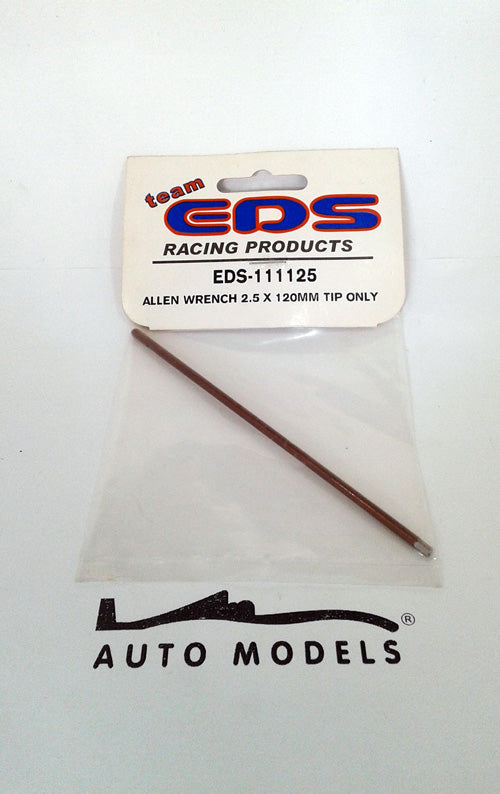 team
EDS
RACING PRODUCTS
EDS-111125
ALLEN WRENCH 2.5 X 120MM TIP ONLY
®
AUTO MODELS